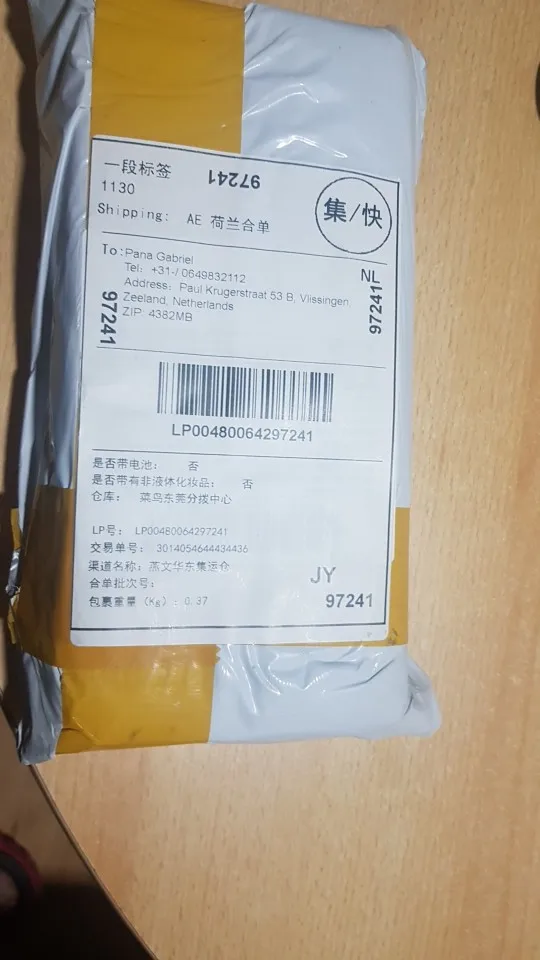 一段标签
97241
1130
集/快
Shipping: AE 荷兰合单
To:Pana Gabriel
Tel: +31-/ 0649832112
Address: Paul Krugerstraat 53 B, Vlissingen,
Zeeland, Netherlands
ZIP: 4382MB
97241
NF
97241
LP00480064297241
是否带电池: 否
是否带有非液体化妆品: 否
仓库: 菜鸟东莞分拨中心
LP号: LP00480064297241
交易单号: 3014054644434436
渠道名称: 燕文华东集运仓
合单批次号:
包裹重量 (Kg) : 0.37
JY
97241